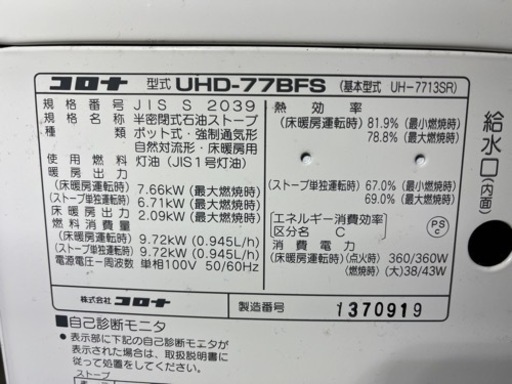 コロナ 型式 UHD-77BFS (基本型式 UH-7713SR)
規格番号 JIS S 2039
規格名称 半密閉式石油ストーブ
種類 ポット式・強制通気形
自然対流形・床暖房用
使用燃料 灯油(JIS1号灯油)
暖房出力
(床暖房運転時) 7.66kW(最大燃焼時)
(ストーブ単独運転時) 6.71kW(最大燃焼時)
床暖房出力 2.09kW(最大燃焼時)
燃料消費量
(床暖房運転時) 9.72kW(0.945L/h)
(ストーブ単独運転時) 9.72kW(0.945L/h)
電源電圧-周波数 単相100V 50/60Hz
熱効率
(床暖房運転時) 81.9%(最小燃焼時)
78.8%(最大燃焼時)
(ストーブ単独運転時) 67.0%(最小燃焼時)
69.0%(最大燃焼時)
エネルギー消費効率
区分名 C
消費電力
(床暖房運転時)(点火時) 360/360W
(燃焼時)(大)38/43W
PS
C
給水口(内面)
株式会社 コロナ 製造番号 1370919
■自己診断モニタ
● 表示部に下記の自己診断モニタが出
た場合は、取扱説明書に
従って処置をしてください。
ストーブ